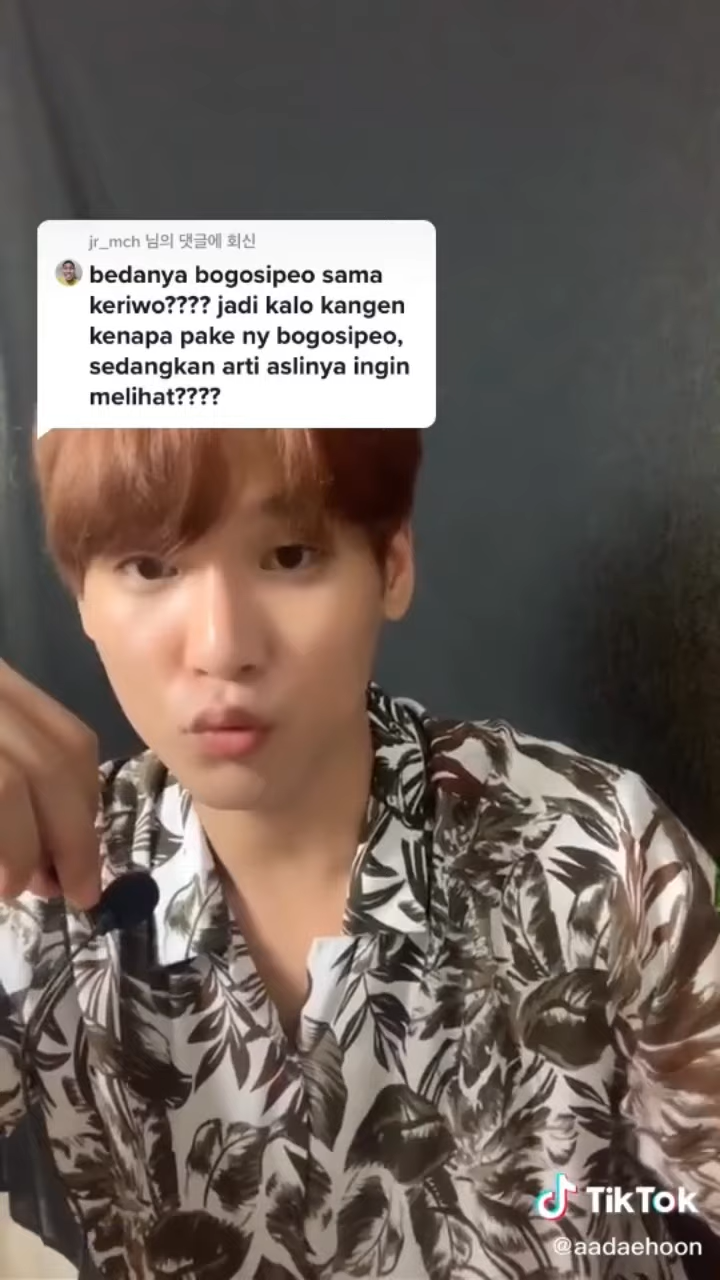 jr_mch 님의 댓글에 회신
bedanya bogosipeo sama
keriwo???? jadi kalo kangen
kenapa pake ny bogosipeo,
sedangkan arti aslinya ingin
melihat????
TikTok
@aadaehoon